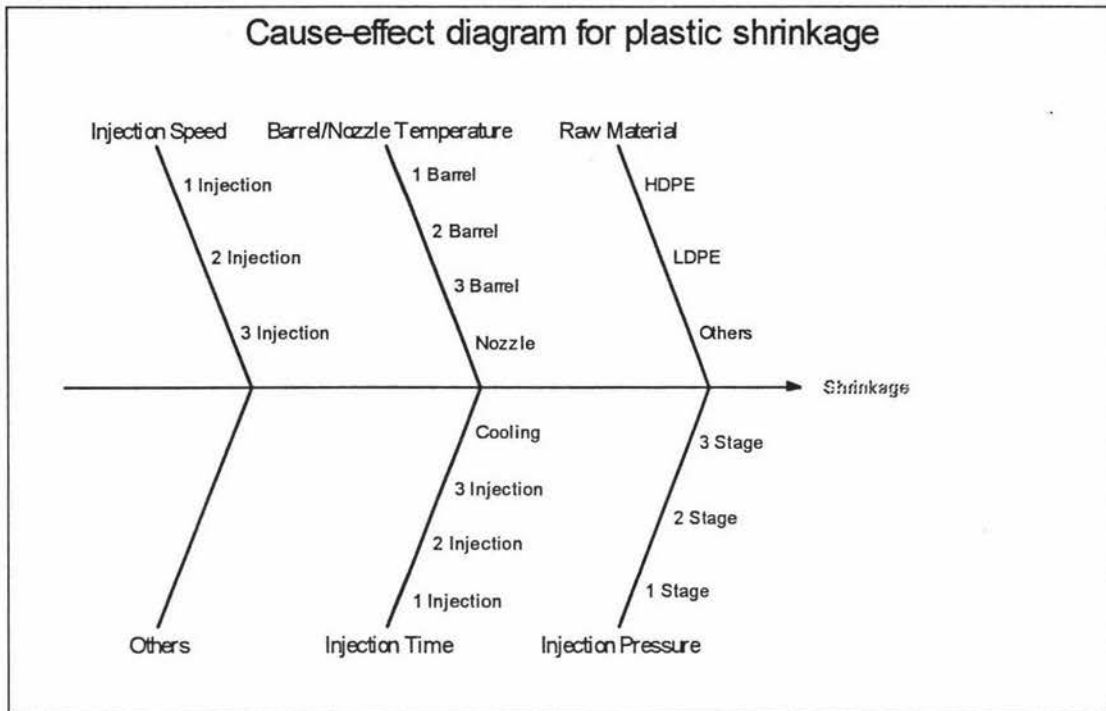 Cause-effect diagram for plastic shrinkage
Injection Speed
Barrel/Nozzle Temperature
Raw Material
1 Injection
2 Injection
3 Injection
1 Barrel
2 Barrel
3 Barrel
Nozzle
HDPE
LDPE
Others
Shrinkage
Cooling
3 Injection
2 Injection
1 Injection
3 Stage
2 Stage
1 Stage
Others
Injection Time
Injection Pressure